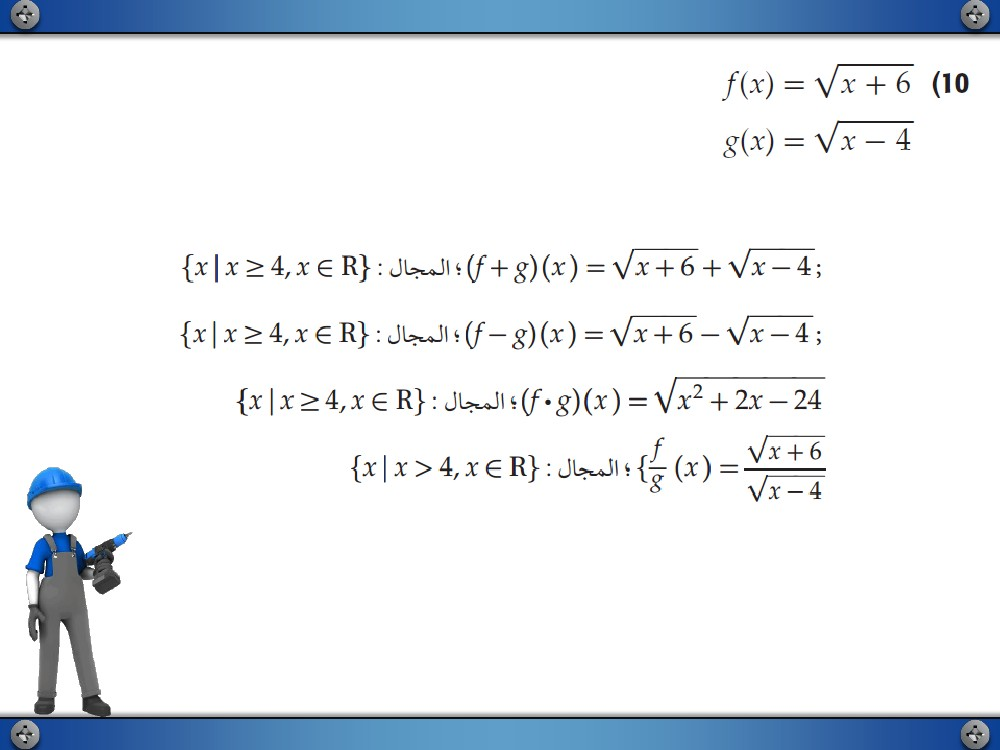 10) f(x) = √(x + 6)
g(x) = √(x − 4)
(f + g)(x) = √(x + 6) + √(x − 4); ؛ المجال : {x | x ≥ 4, x ∈ R}
(f − g)(x) = √(x + 6) − √(x − 4); ؛ المجال : {x | x ≥ 4, x ∈ R}
(f · g)(x) = √(x² + 2x − 24) ؛ المجال : {x | x ≥ 4, x ∈ R}
{f/g (x) = √(x + 6)/√(x − 4) ؛ المجال : {x | x > 4, x ∈ R}